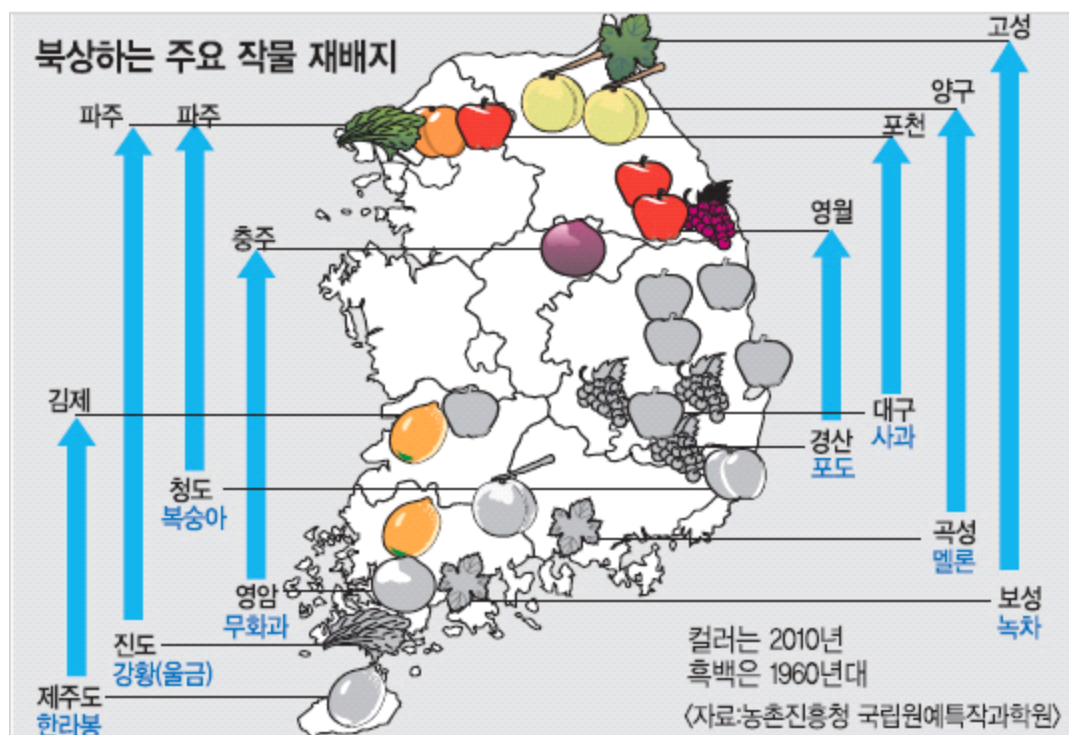 북상하는 주요 작물 재배지
고성
양구
파주
파주
포천
영월
충주
김제
대구
사과
경산
포도
청도
복숭아
곡성
멜론
영암
무화과
보성
녹차
진도
강황(울금)
제주도
한라봉
컬러는 2010년
흑백은 1960년대
〈자료:농촌진흥청 국립원예특작과학원〉